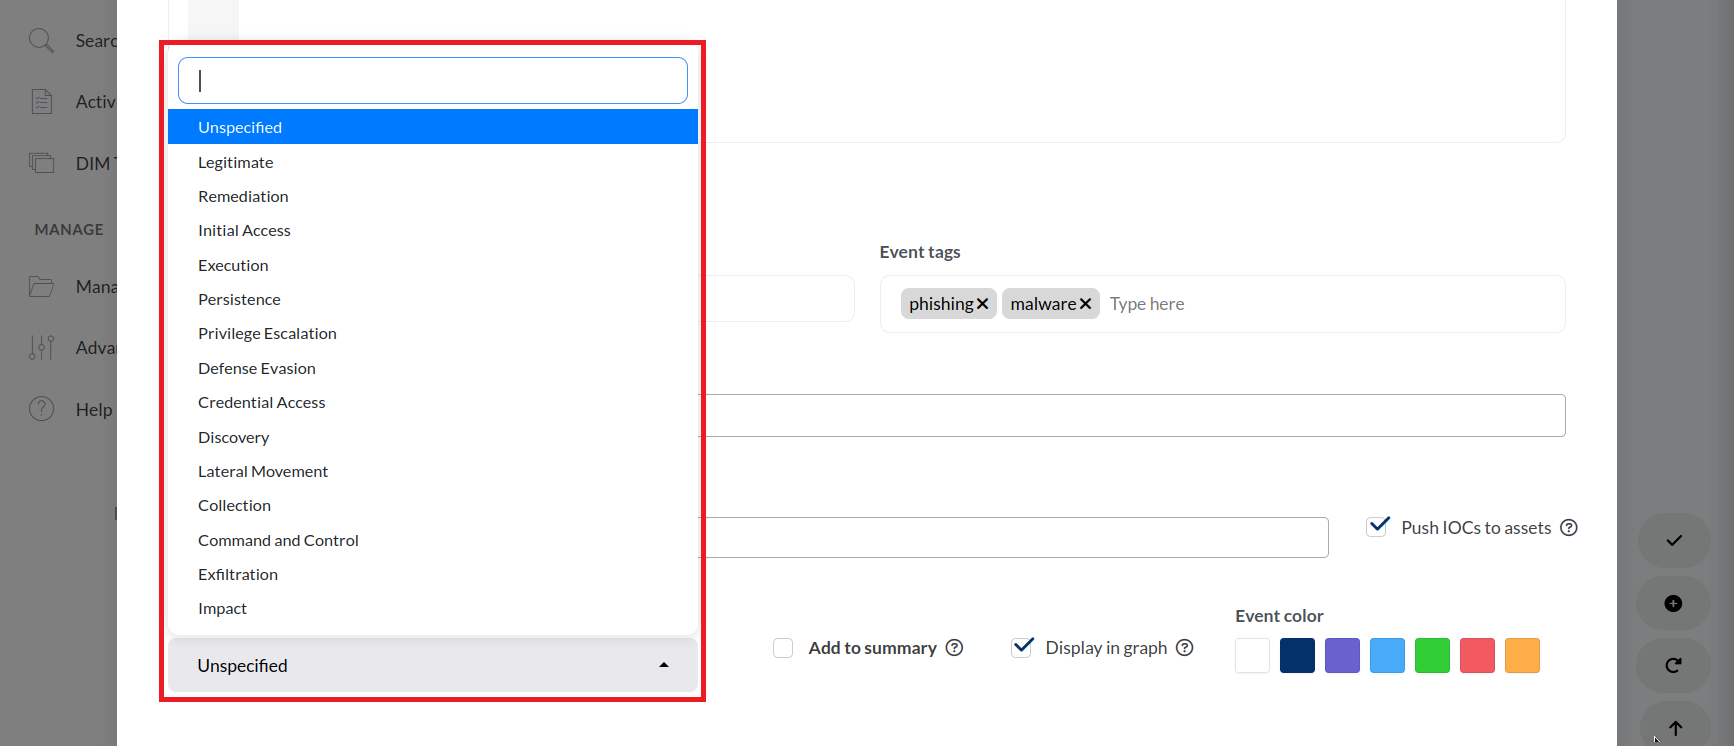 Searc
Activ
DIM
MANAGE
Mana
Adva
Help
Unspecified
Legitimate
Remediation
Initial Access
Execution
Persistence
Privilege Escalation
Defense Evasion
Credential Access
Discovery
Lateral Movement
Collection
Command and Control
Exfiltration
Impact
Unspecified
Event tags
phishing malware Type here
Push IOCs to assets
Add to summary
Display in graph
Event color